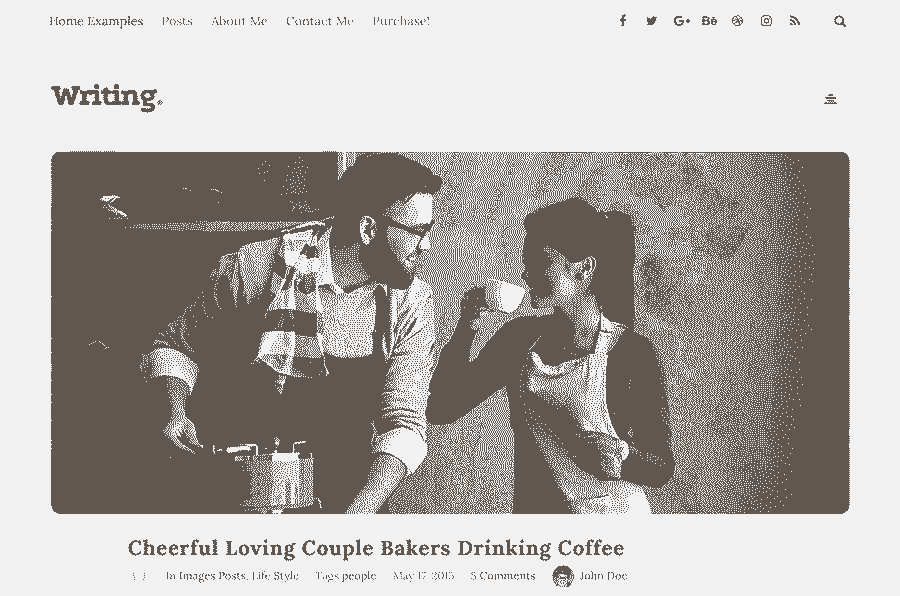 Home Examples Posts About Me Contact Me Purchase!
Writing.
Cheerful Loving Couple Bakers Drinking Coffee
In Images Posts, Life Style Tags people May 17, 2015 5 Comments John Doe